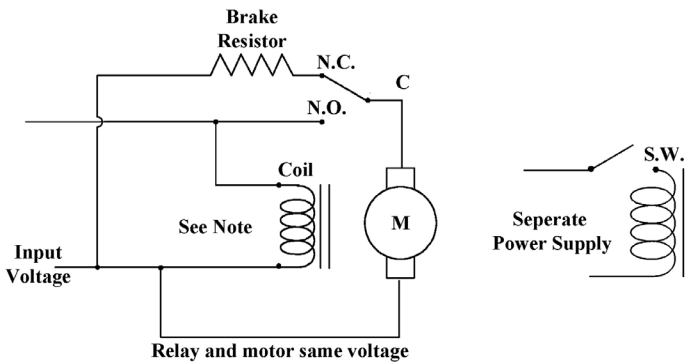 Brake
Resistor
N.C.
C
N.O.
S.W.
Coil
See Note
M
Seperate
Power Supply
Input
Voltage
Relay and motor same voltage